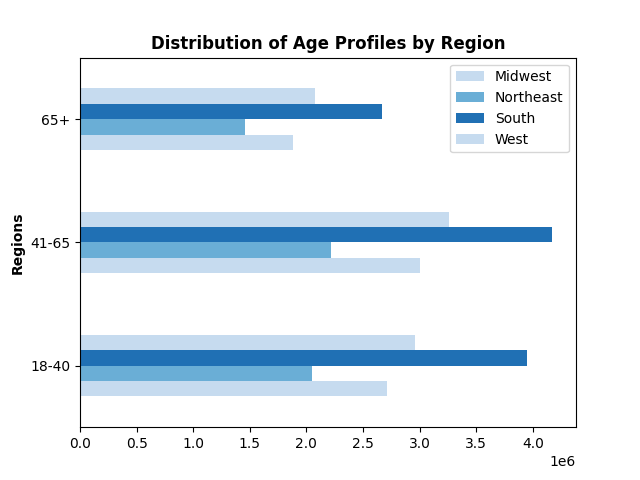 Distribution of Age Profiles by Region
Midwest
Northeast
South
West
65+
41-65
18-40
Regions
0.0 0.5 1.0 1.5 2.0 2.5 3.0 3.5 4.0
1e6